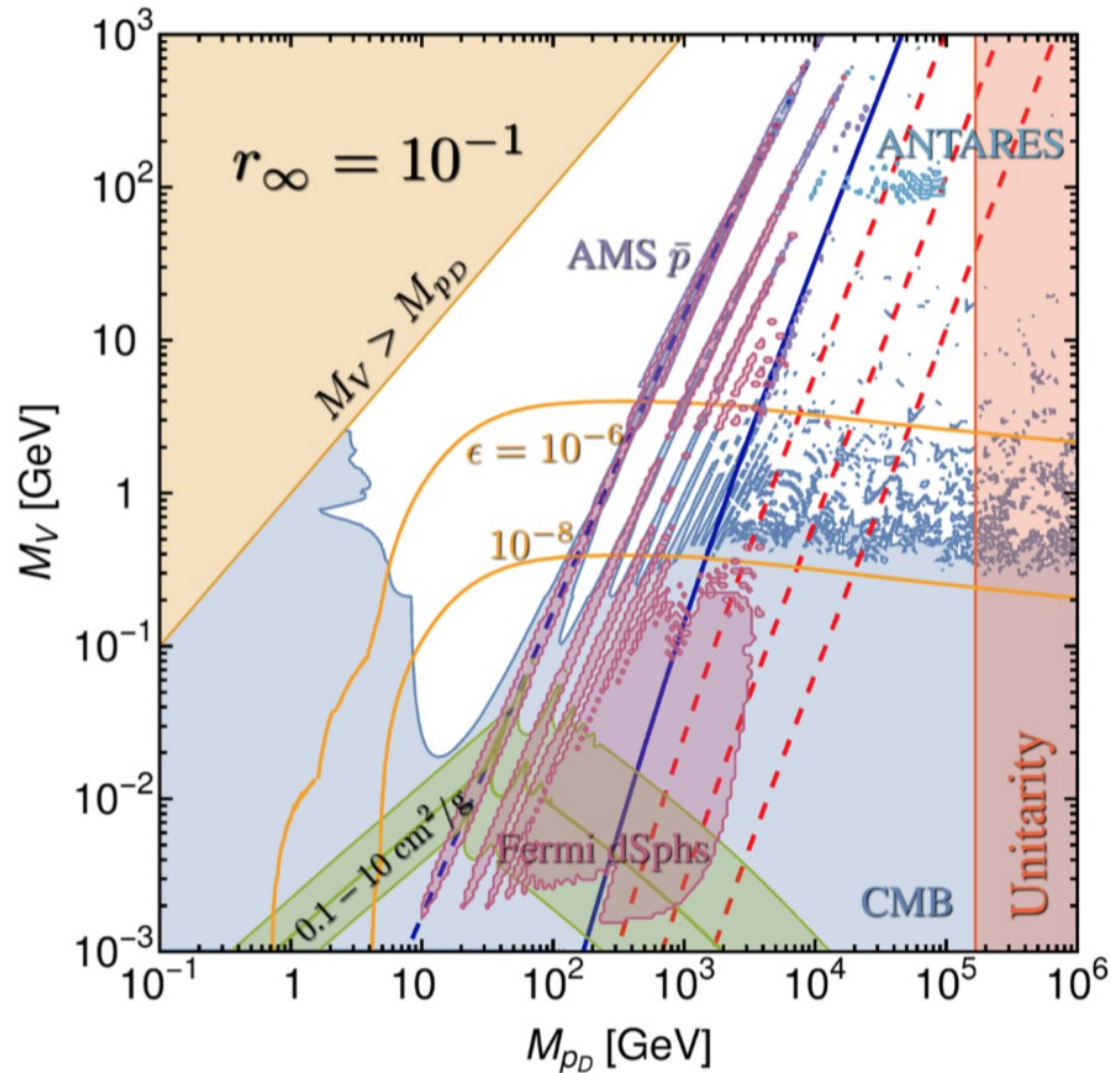 10³
10²
10
1
10⁻¹
10⁻²
10⁻³
M_V [GeV]
r_∞ = 10⁻¹
M_V > M_{p_D}
AMS p̄
ANTARES
ϵ = 10⁻⁶
10⁻⁸
0.1 – 10 cm²/g
Fermi dSphs
CMB
Unitarity
10⁻¹ 1 10 10² 10³ 10⁴ 10⁵ 10⁶
M_{p_D} [GeV]